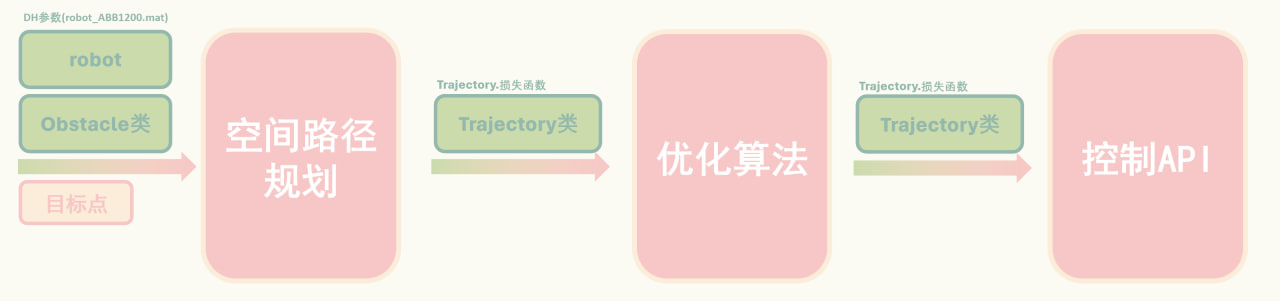 DH参数(robot_ABB1200.mat)
robot
Obstacle类
目标点
空间路径
规划
Trajectory.损失函数
Trajectory类
优化算法
Trajectory.损失函数
Trajectory类
控制API